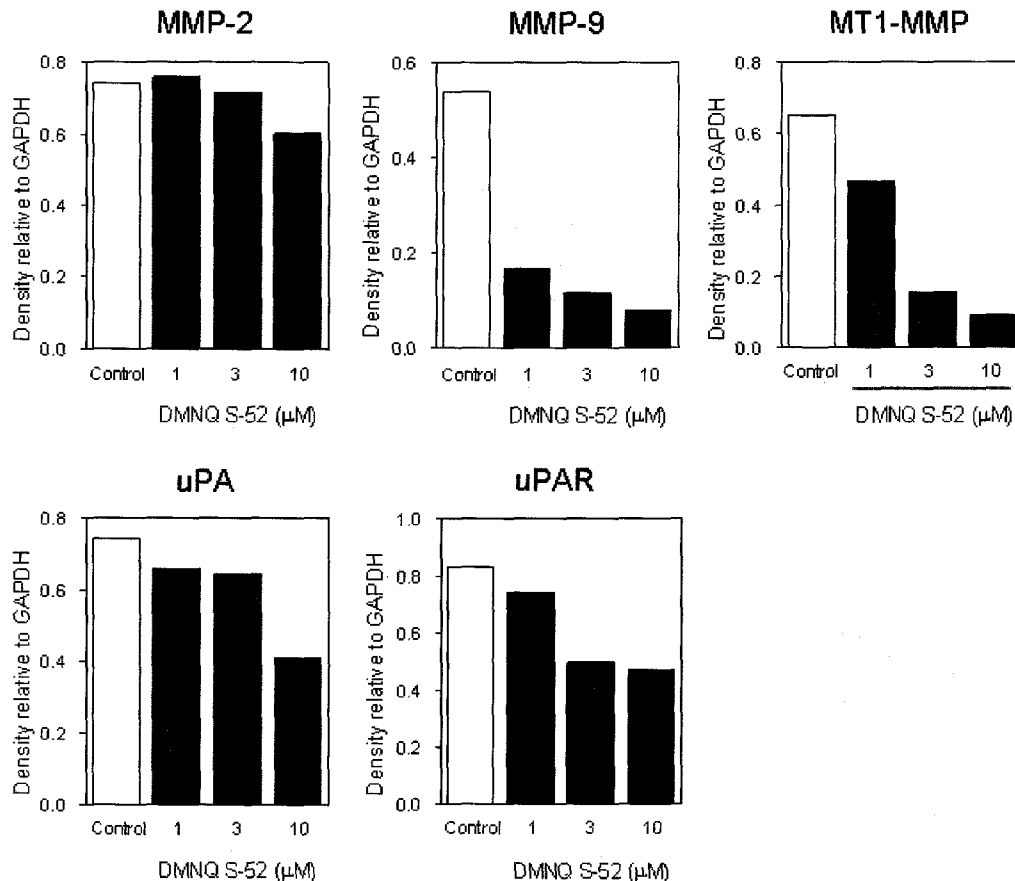 MMP-2
Density relative to GAPDH
0.8
0.6
0.4
0.2
0.0
Control 1 3 10
DMNQ S-52 (μM)
MMP-9
Density relative to GAPDH
0.6
0.4
0.2
0.0
Control 1 3 10
DMNQ S-52 (μM)
MT1-MMP
Density relative to GAPDH
0.8
0.6
0.4
0.2
0.0
Control 1 3 10
DMNQ S-52 (μM)
uPA
Density relative to GAPDH
0.8
0.6
0.4
0.2
0.0
Control 1 3 10
DMNQ S-52 (μM)
uPAR
Density relative to GAPDH
1.0
0.8
0.6
0.4
0.2
0.0
Control 1 3 10
DMNQ S-52 (μM)